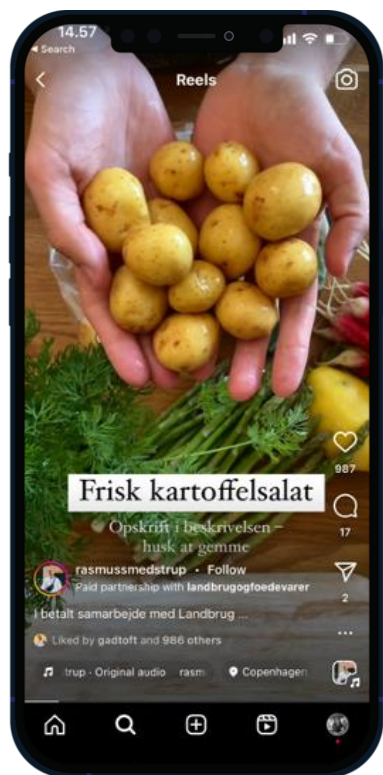 14.57
Search
Reels
987
Frisk kartoffelsalat
17
Opskrift i beskrivelsen –
husk at gemme
rasmussmedstrup • Follow
Paid partnership with landbrugogfoedevarer
2
I betalt samarbejde med Landbrug ...
Liked by gadtoft and 986 others
trup · Original audio rasm
Copenhagen